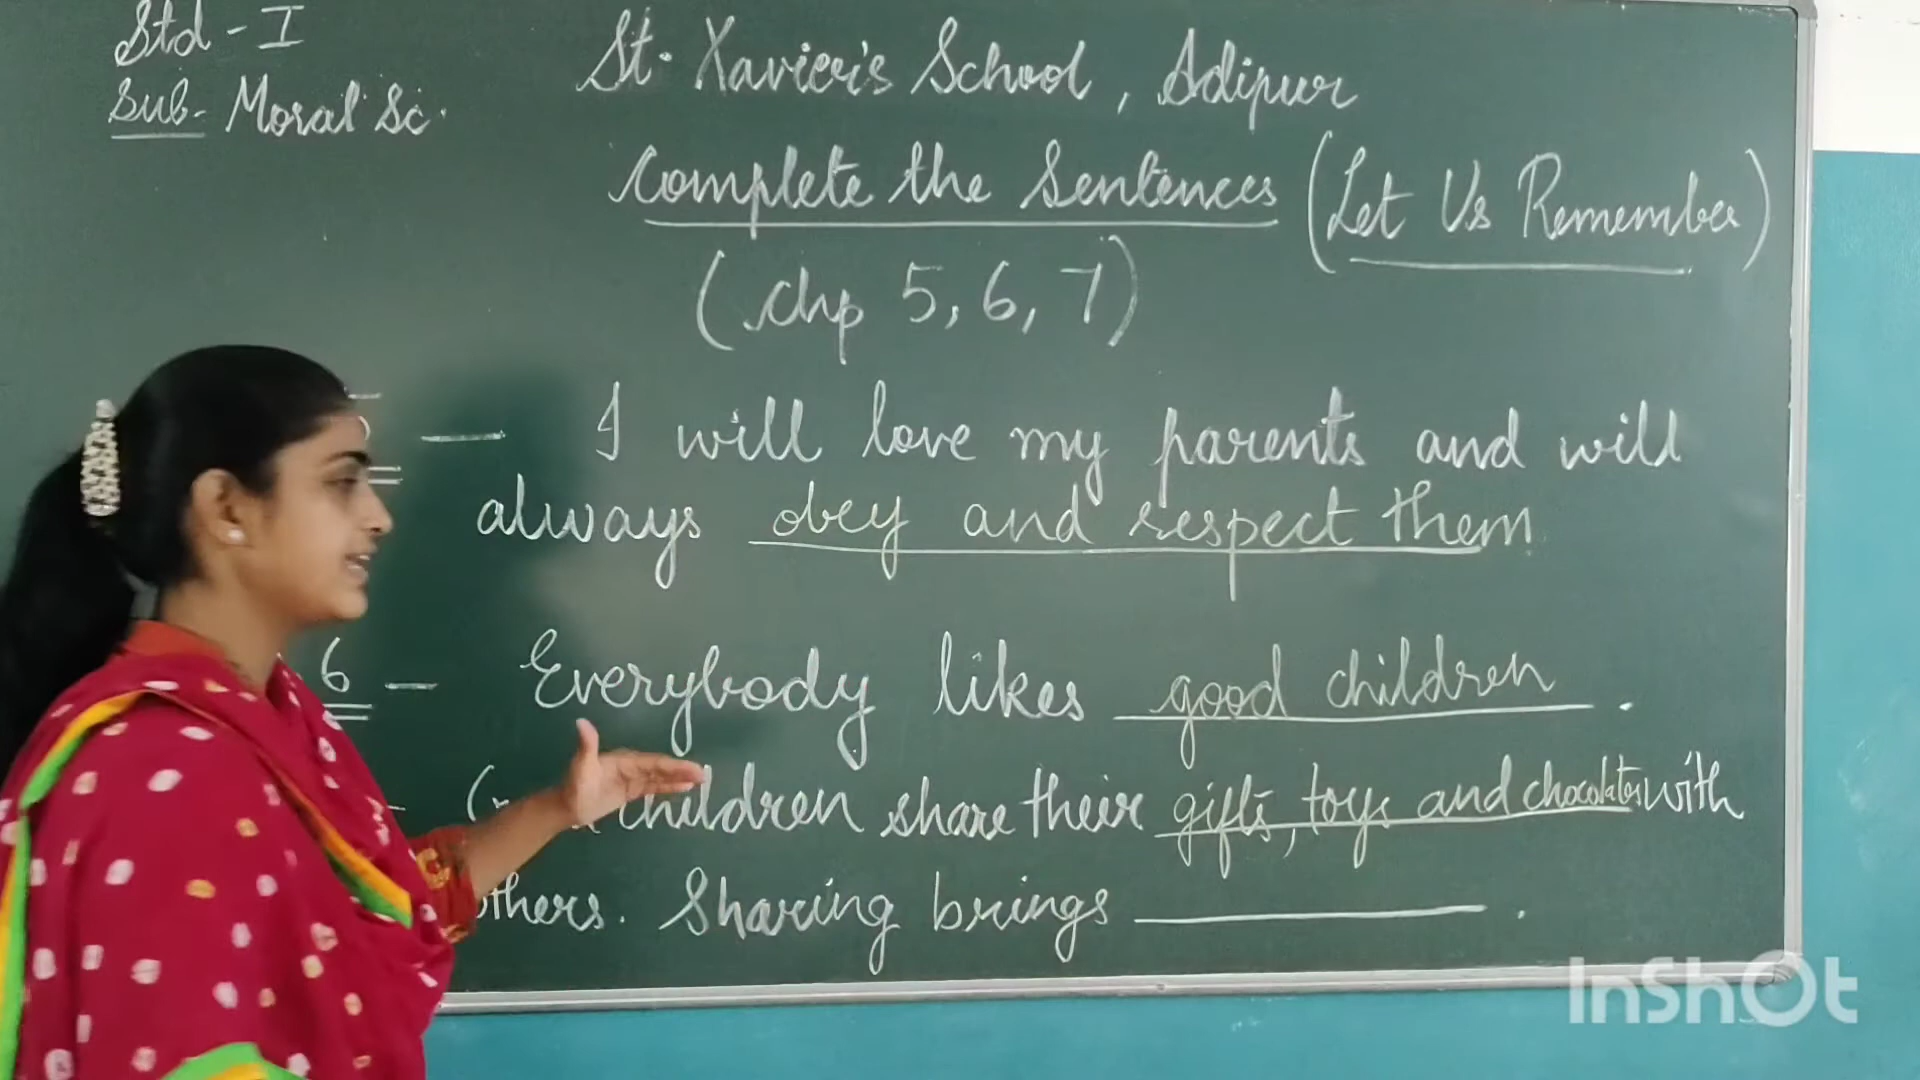 Std - I
Sub- Moral Sc.
St. Xavier's School, Adipur
Complete the Sentences (Let Us Remember)
(chp 5, 6, 7)
5 — I will love my parents and will
always obey and respect them
6 — Everybody likes good children.
children share their gifts, toys and chocolates with
others. Sharing brings ________.
InShOt